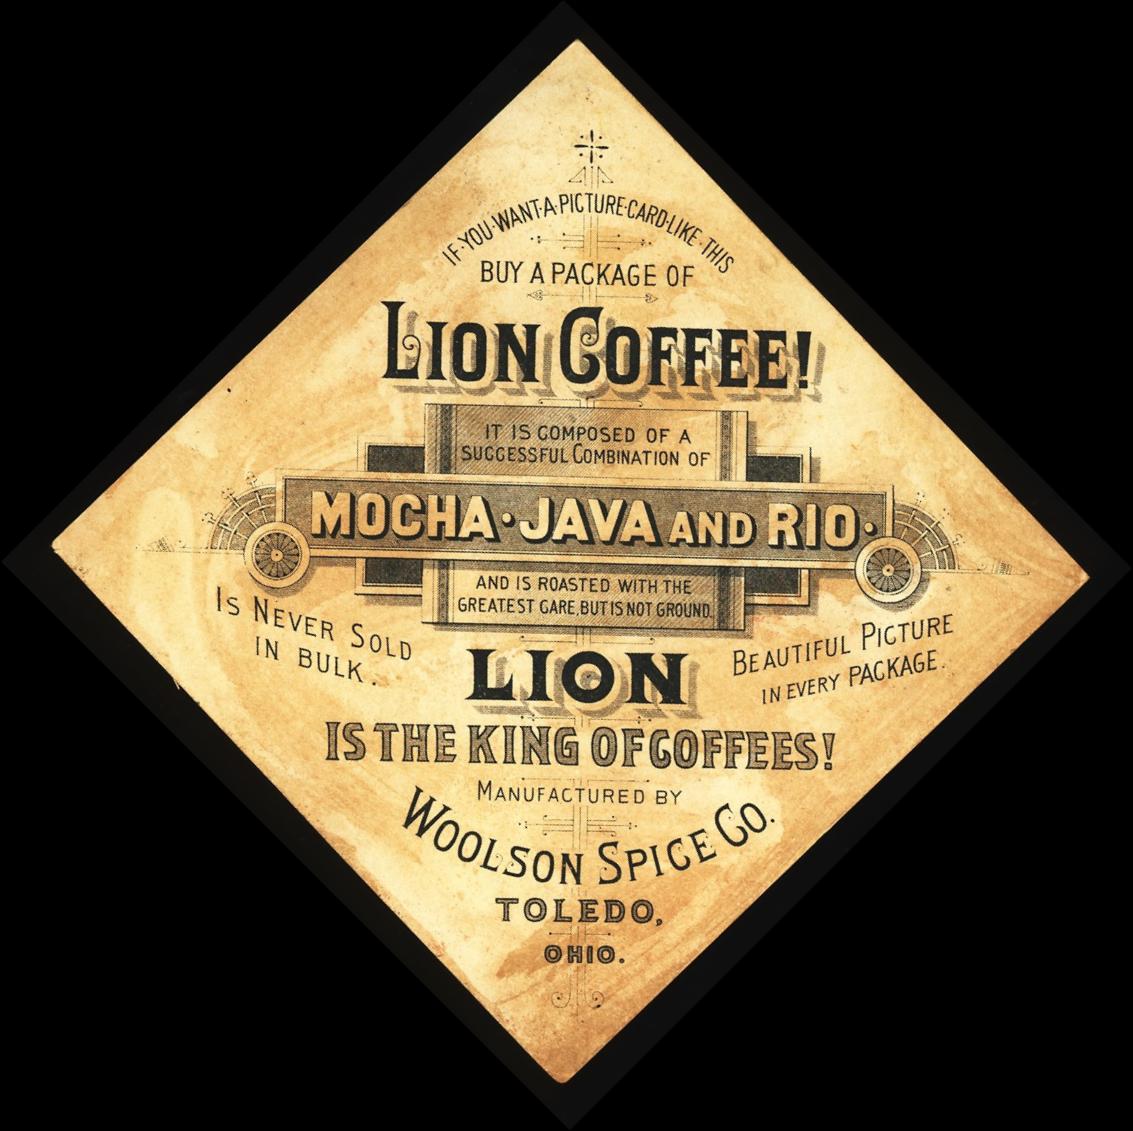 IF·YOU·WANT·A·PICTURE·CARD·LIKE·THIS
BUY A PACKAGE OF
LION COFFEE!
IT IS COMPOSED OF A
SUCCESSFUL COMBINATION OF
MOCHA·JAVA AND RIO·
AND IS ROASTED WITH THE
GREATEST CARE, BUT IS NOT GROUND.
IS NEVER SOLD
IN BULK.
BEAUTIFUL PICTURE
IN EVERY PACKAGE.
LION
IS THE KING OF COFFEES!
MANUFACTURED BY
WOOLSON SPICE CO.
TOLEDO,
OHIO.